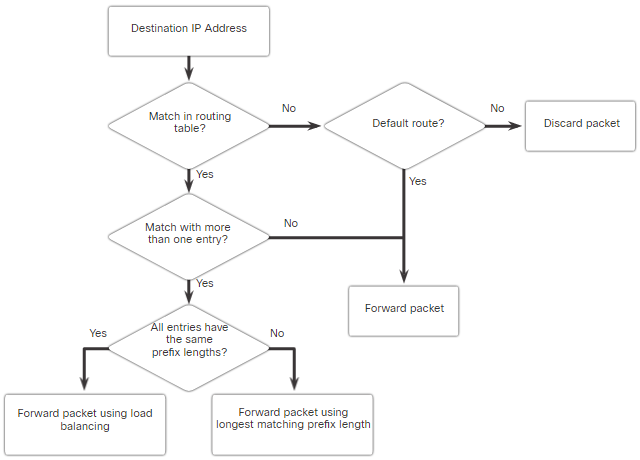 Destination IP Address
Match in routing
table?
No
Default route?
No
Discard packet
Yes
Yes
Match with more
than one entry?
No
Yes
Forward packet
All entries have
the same
prefix lengths?
Yes
No
Forward packet using load
balancing
Forward packet using
longest matching prefix length